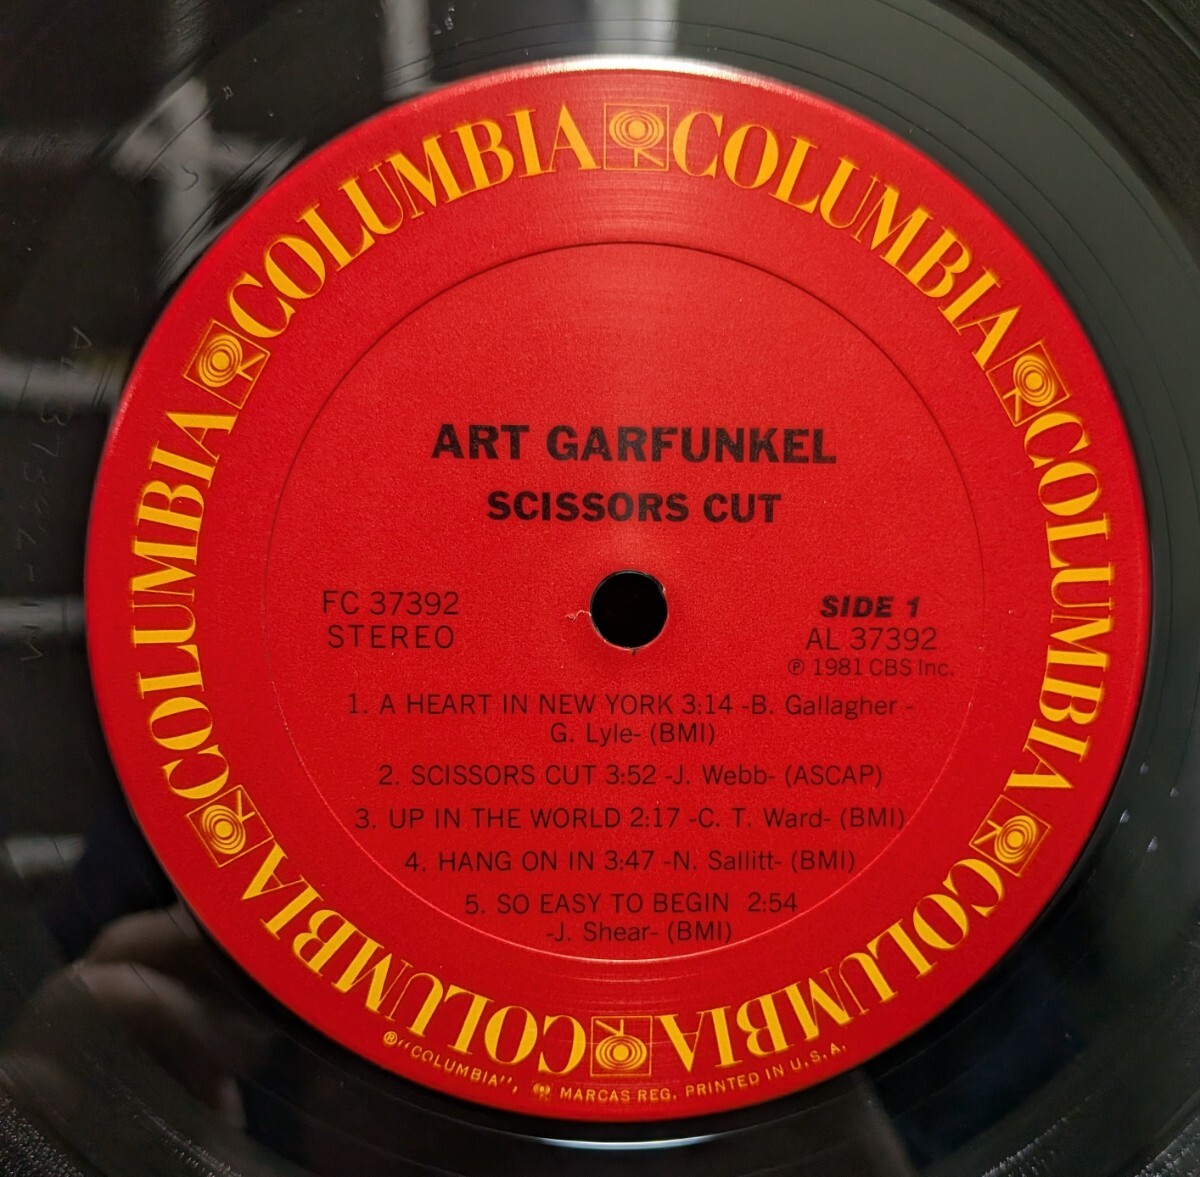 COLUMBIA COLUMBIA COLUMBIA COLUMBIA COLUMBIA COLUMBIA
ART GARFUNKEL
SCISSORS CUT
FC 37392
STEREO
SIDE 1
AL 37392
℗ 1981 CBS Inc.
1. A HEART IN NEW YORK 3:14 -B. Gallagher -
G. Lyle- (BMI)
2. SCISSORS CUT 3:52 -J. Webb- (ASCAP)
3. UP IN THE WORLD 2:17 -C. T. Ward- (BMI)
4. HANG ON IN 3:47 -N. Sallitt- (BMI)
5. SO EASY TO BEGIN 2:54
-J. Shear- (BMI)
®"COLUMBIA", MARCAS REG. PRINTED IN U.S.A.